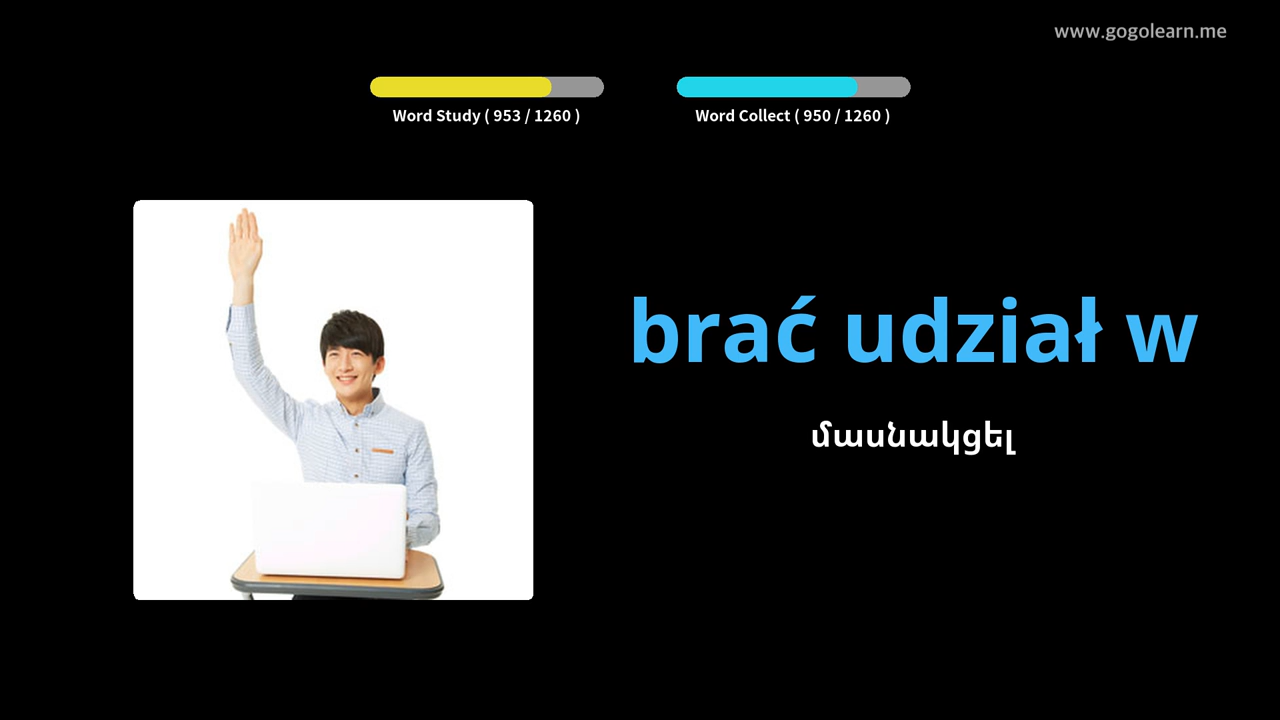 www.gogolearn.me
Word Study ( 953 / 1260 )
Word Collect ( 950 / 1260 )
brać udział w
մասնակցել